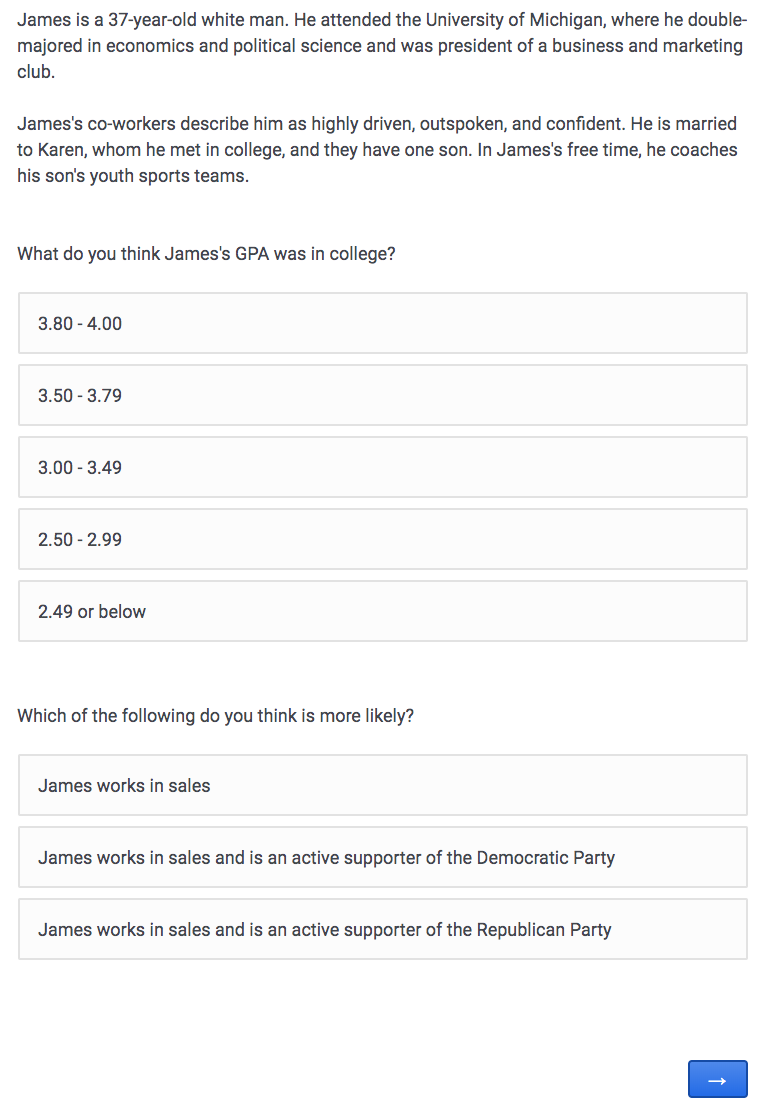 James is a 37-year-old white man. He attended the University of Michigan, where he double-
majored in economics and political science and was president of a business and marketing
club.
James's co-workers describe him as highly driven, outspoken, and confident. He is married
to Karen, whom he met in college, and they have one son. In James's free time, he coaches
his son's youth sports teams.
What do you think James's GPA was in college?
3.80 - 4.00
3.50 - 3.79
3.00 - 3.49
2.50 - 2.99
2.49 or below
Which of the following do you think is more likely?
James works in sales
James works in sales and is an active supporter of the Democratic Party
James works in sales and is an active supporter of the Republican Party
→